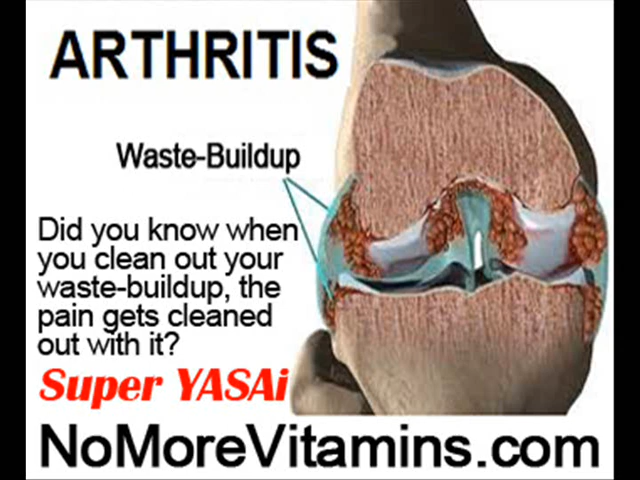 ARTHRITIS
Waste-Buildup
Did you know when
you clean out your
waste-buildup, the
pain gets cleaned
out with it?
Super YASAi
NoMoreVitamins.com